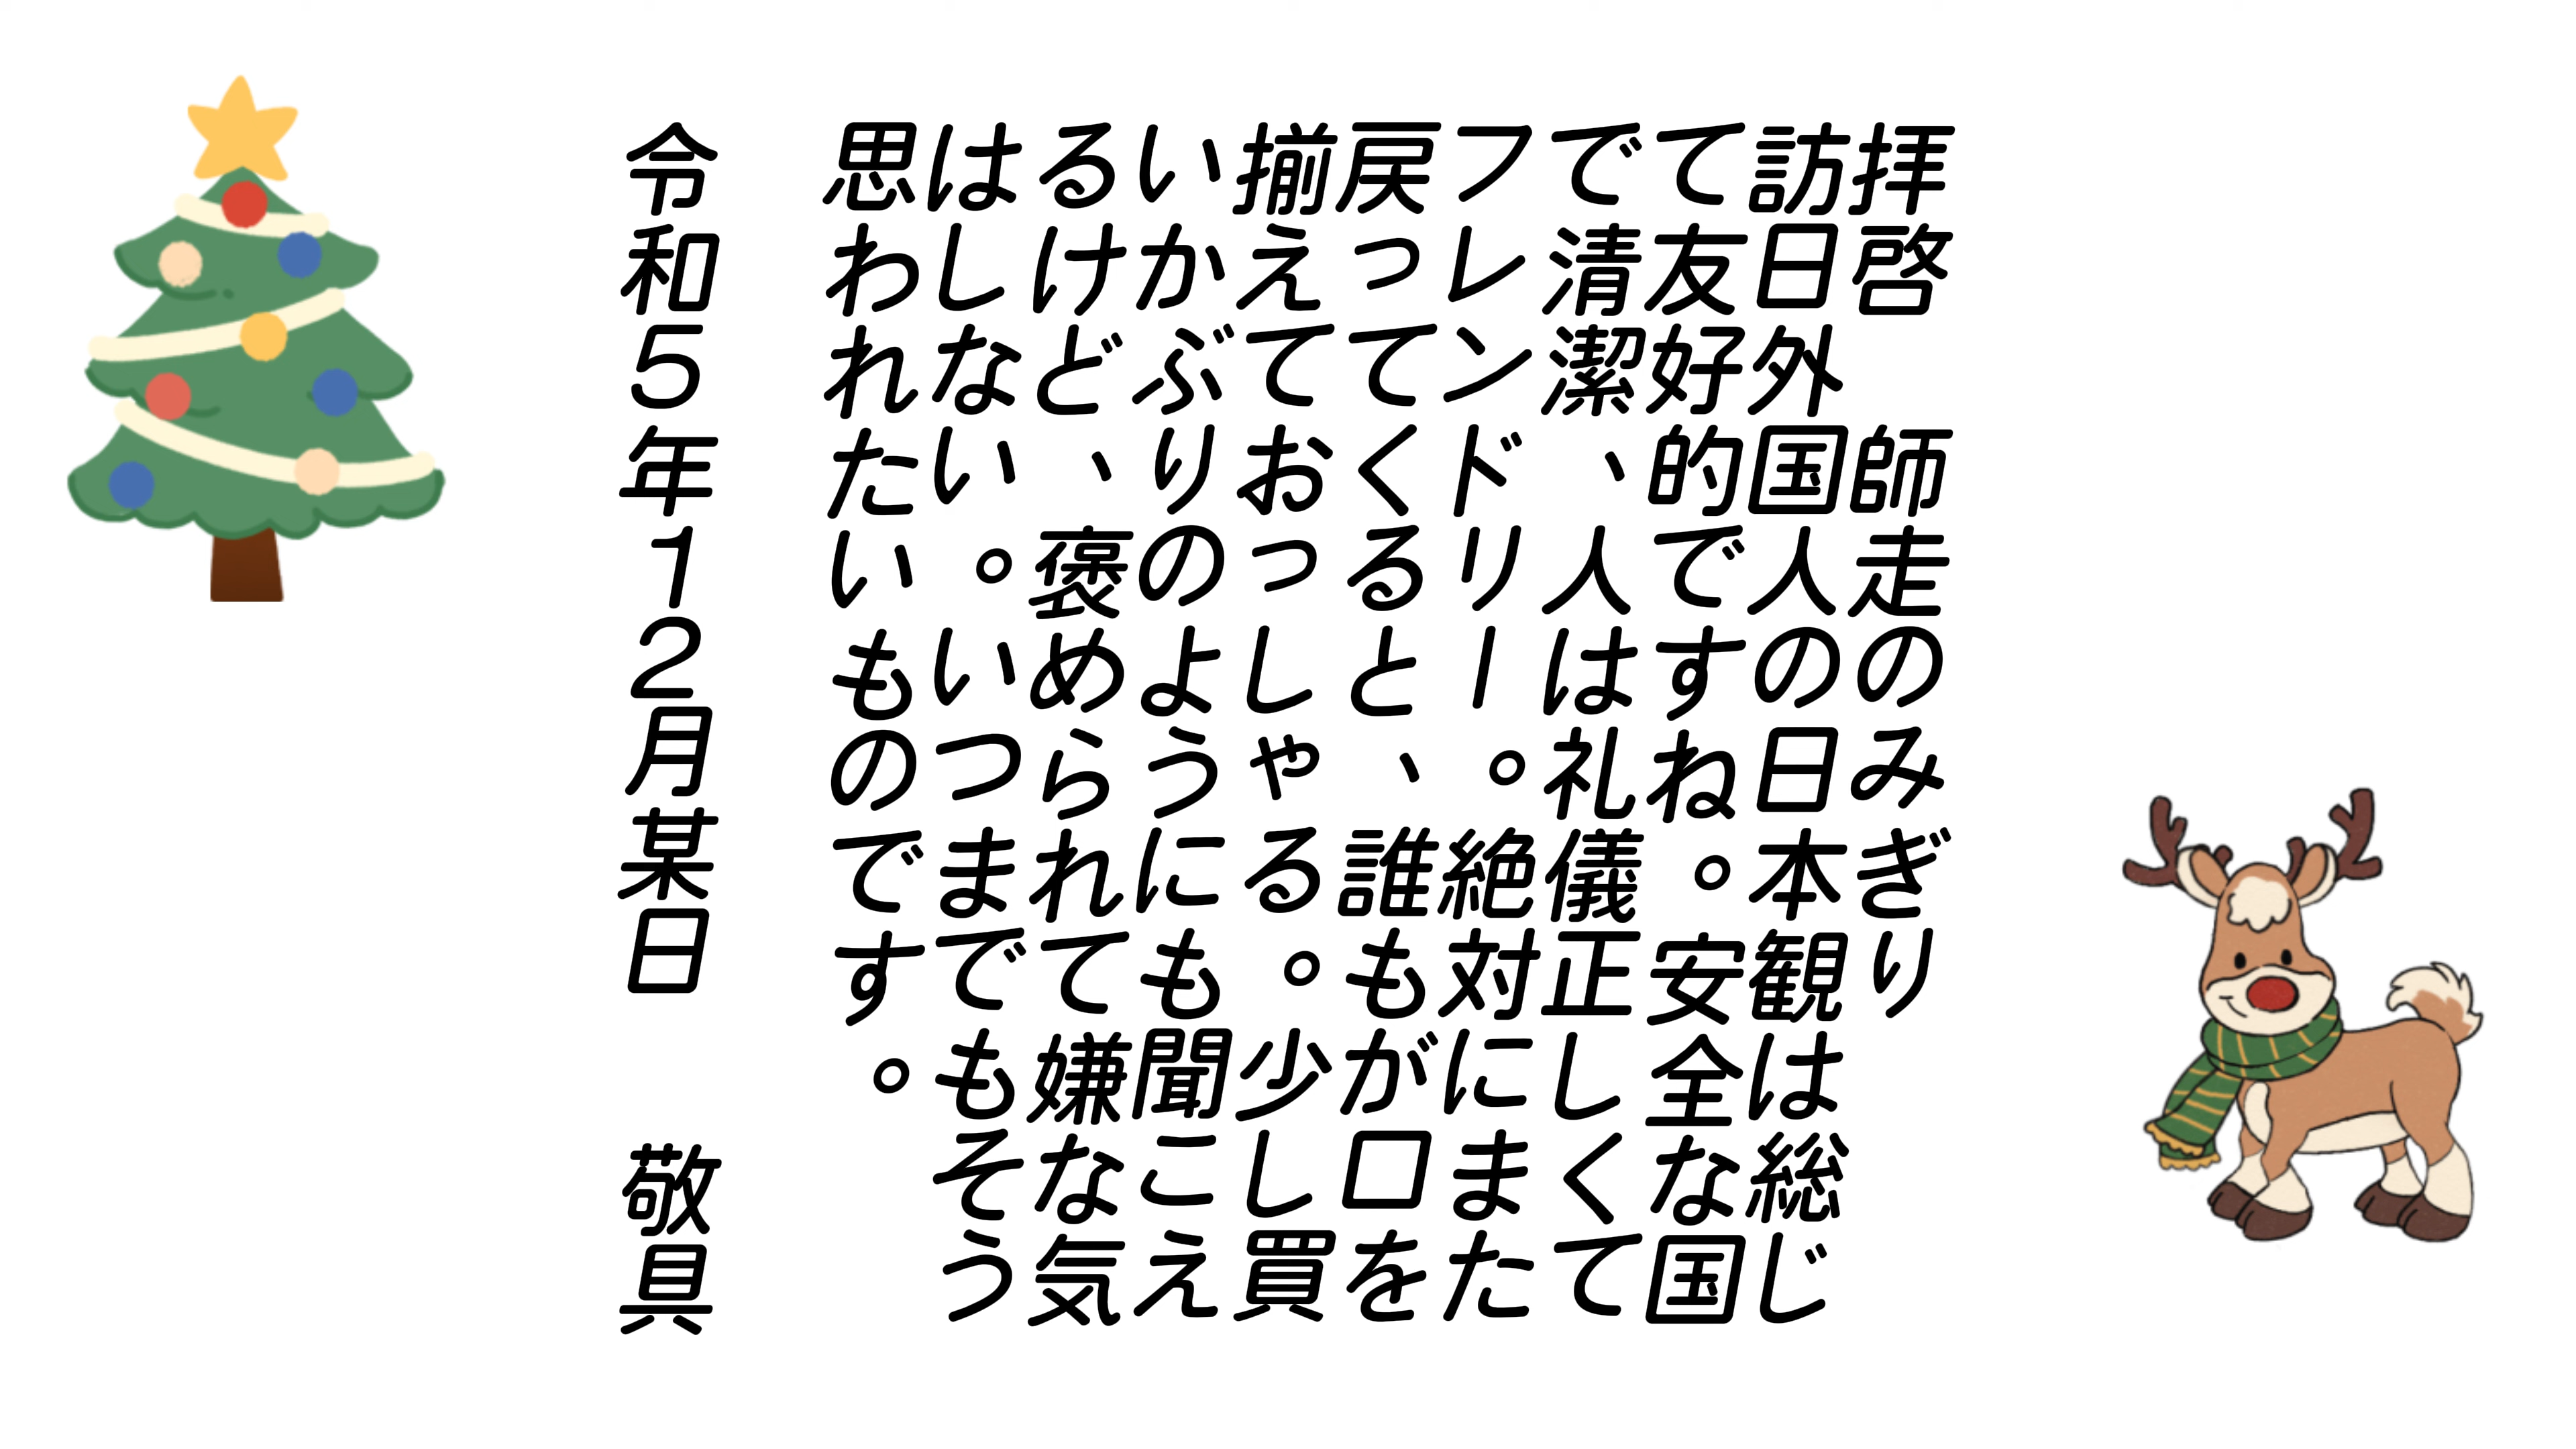 拝啓　師走のみぎり
訪日外国人の日本観は総じ
て友好的ですね。安全な国
で清潔、人は礼儀正しくて
フレンドリー。絶対にまた
戻ってくると、誰もが口を
揃えておっしゃる。少し買
いかぶりのようにも聞こえ
るけど、褒められて嫌な気
はしない。いつまでもそう
思われたいものです。
令和５年１２月某日　敬具